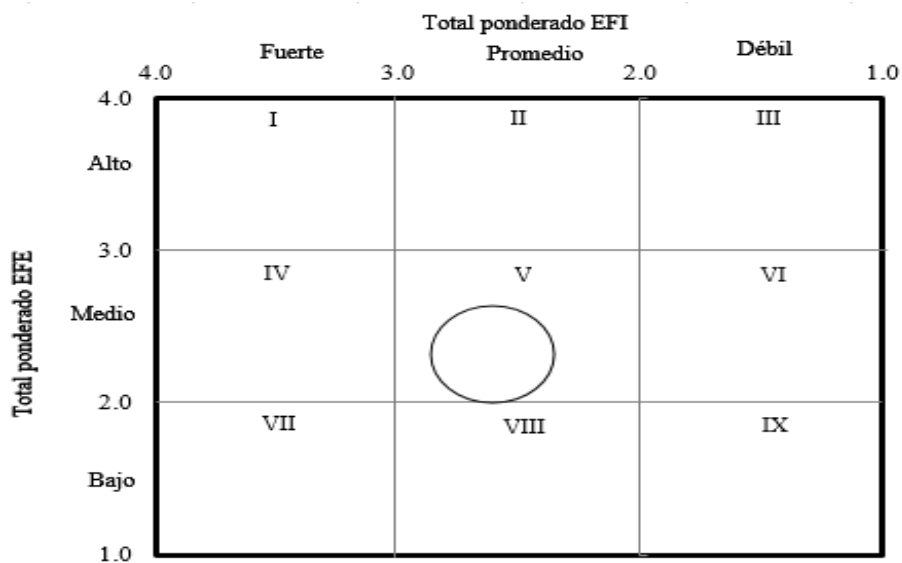 Total ponderado EFI
Fuerte Promedio Débil
4.0 3.0 2.0 1.0
4.0
I II III
Alto
3.0
IV V VI
Medio
Total ponderado EFE
2.0
VII VIII IX
Bajo
1.0